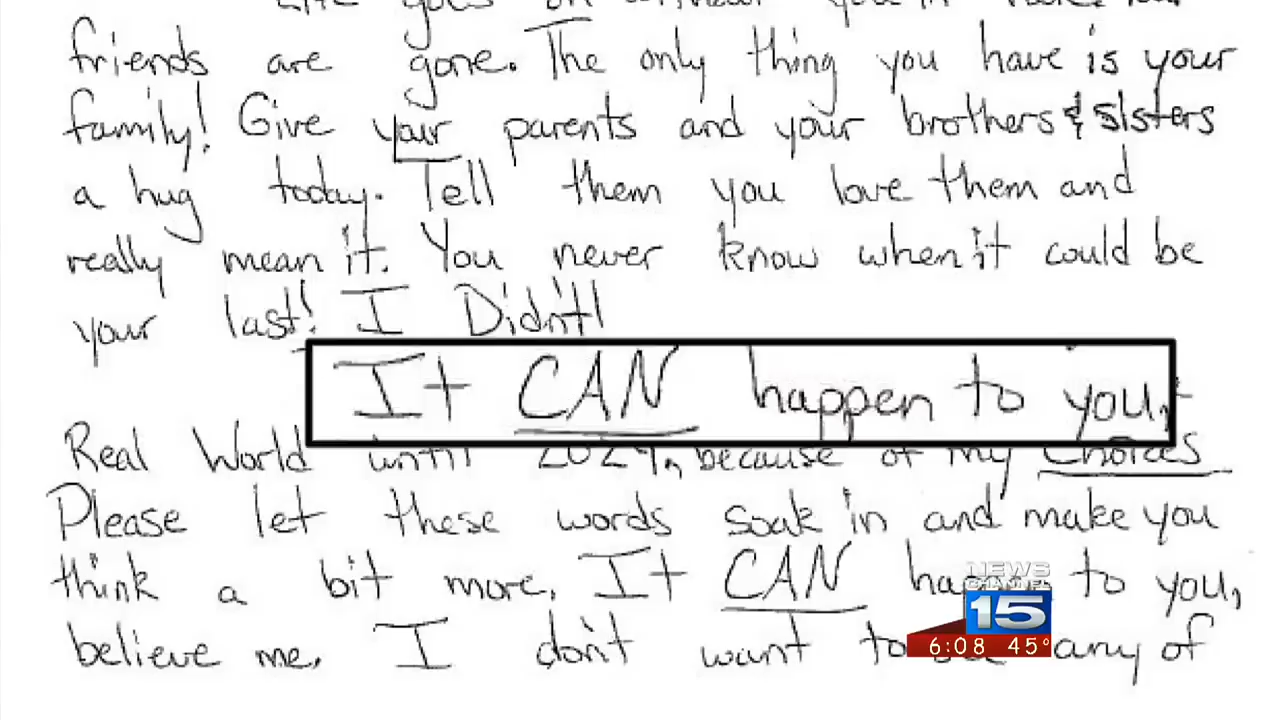 friends are gone. The only thing you have is your
family! Give your parents and your brothers & sisters
a hug today. Tell them you love them and
really mean it. You never know when it could be
your last! I Didn't!
It CAN happen to you,
Real World until because of my Choices
Please let these words soak in and make you
think a bit more. It CAN to you,
believe me. I don't want to any of
NEWS
CHANNEL
15
6:08 45°